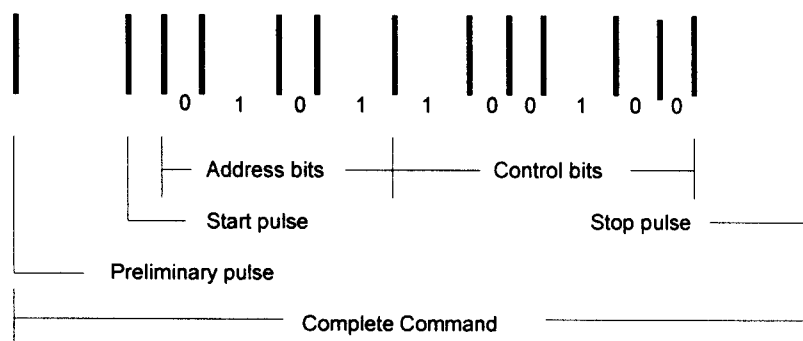 0 1 0 1 1 0 0 1 0 0
Address bits Control bits
Start pulse Stop pulse
Preliminary pulse
Complete Command